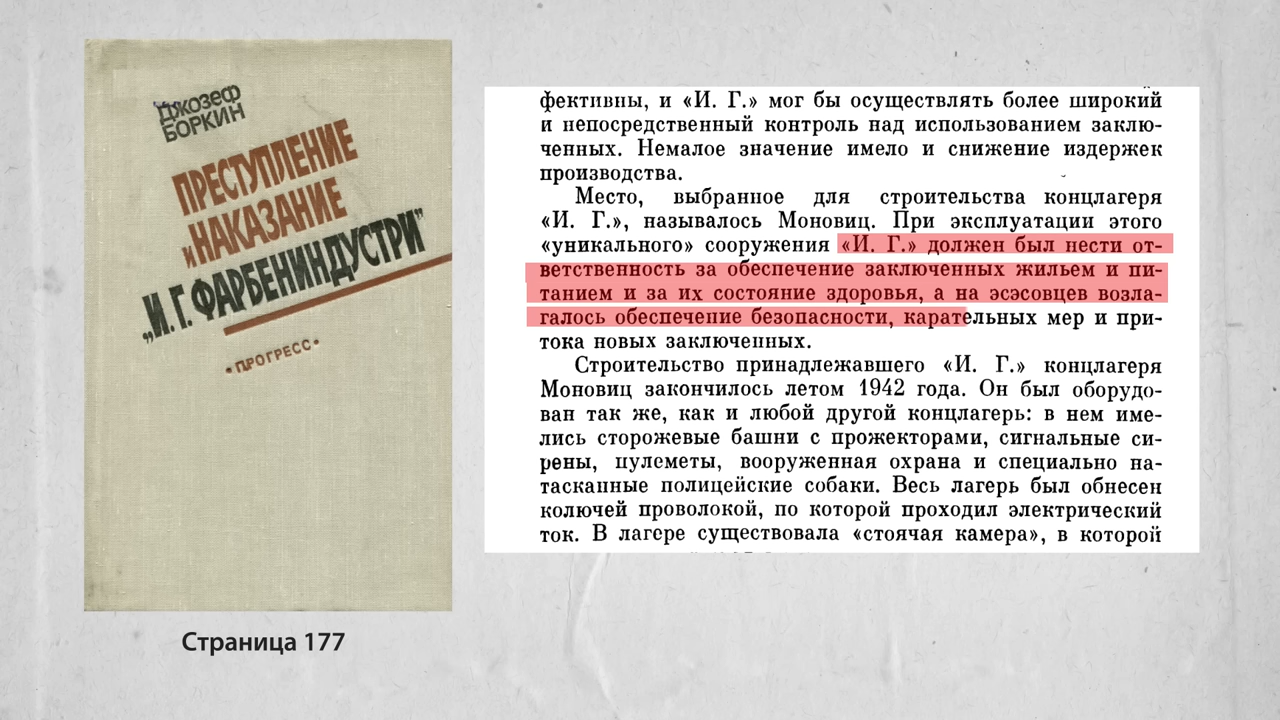 Джозеф
БОРКИН
ПРЕСТУПЛЕНИЕ
и НАКАЗАНИЕ
„И. Г. ФАРБЕНИНДУСТРИ"
•ПРОГРЕСС•
Страница 177
фективны, и «И. Г.» мог бы осуществлять более широкий
и непосредственный контроль над использованием заклю-
ченных. Немалое значение имело и снижение издержек
производства.
Место, выбранное для строительства концлагеря
«И. Г.», называлось Моновиц. При эксплуатации этого
«уникального» сооружения «И. Г.» должен был нести от-
ветственность за обеспечение заключенных жильем и пи-
танием и за их состояние здоровья, а на эсэсовцев возла-
галось обеспечение безопасности, карательных мер и при-
тока новых заключенных.
Строительство принадлежавшего «И. Г.» концлагеря
Моновиц закончилось летом 1942 года. Он был оборудо-
ван так же, как и любой другой концлагерь: в нем име-
лись сторожевые башни с прожекторами, сигнальные си-
рены, пулеметы, вооруженная охрана и специально на-
тасканные полицейские собаки. Весь лагерь был обнесен
колючей проволокой, по которой проходил электрический
ток. В лагере существовала «стоячая камера», в которой